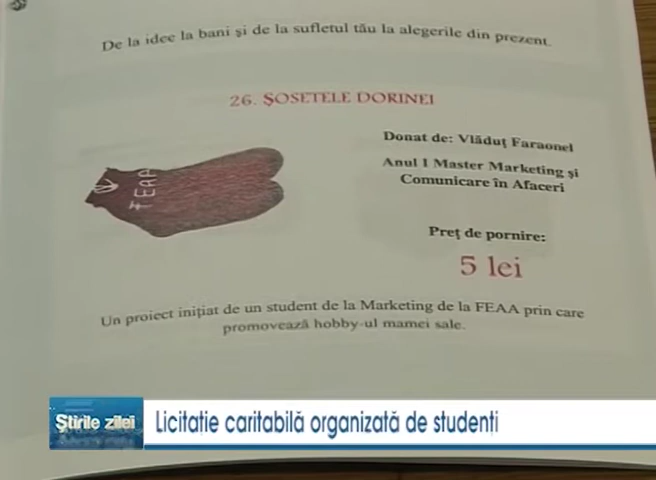 De la idee la bani și de la sufletul tău la alegerile din prezent.
26. ȘOSETELE DORINEI
FEAA
Donat de: Vlăduț Faraonel
Anul I Master Marketing și
Comunicare în Afaceri
Preț de pornire:
5 lei
Un proiect inițiat de un student de la Marketing de la FEAA prin care
promovează hobby-ul mamei sale.
Știrile zilei
Licitație caritabilă organizată de studenți